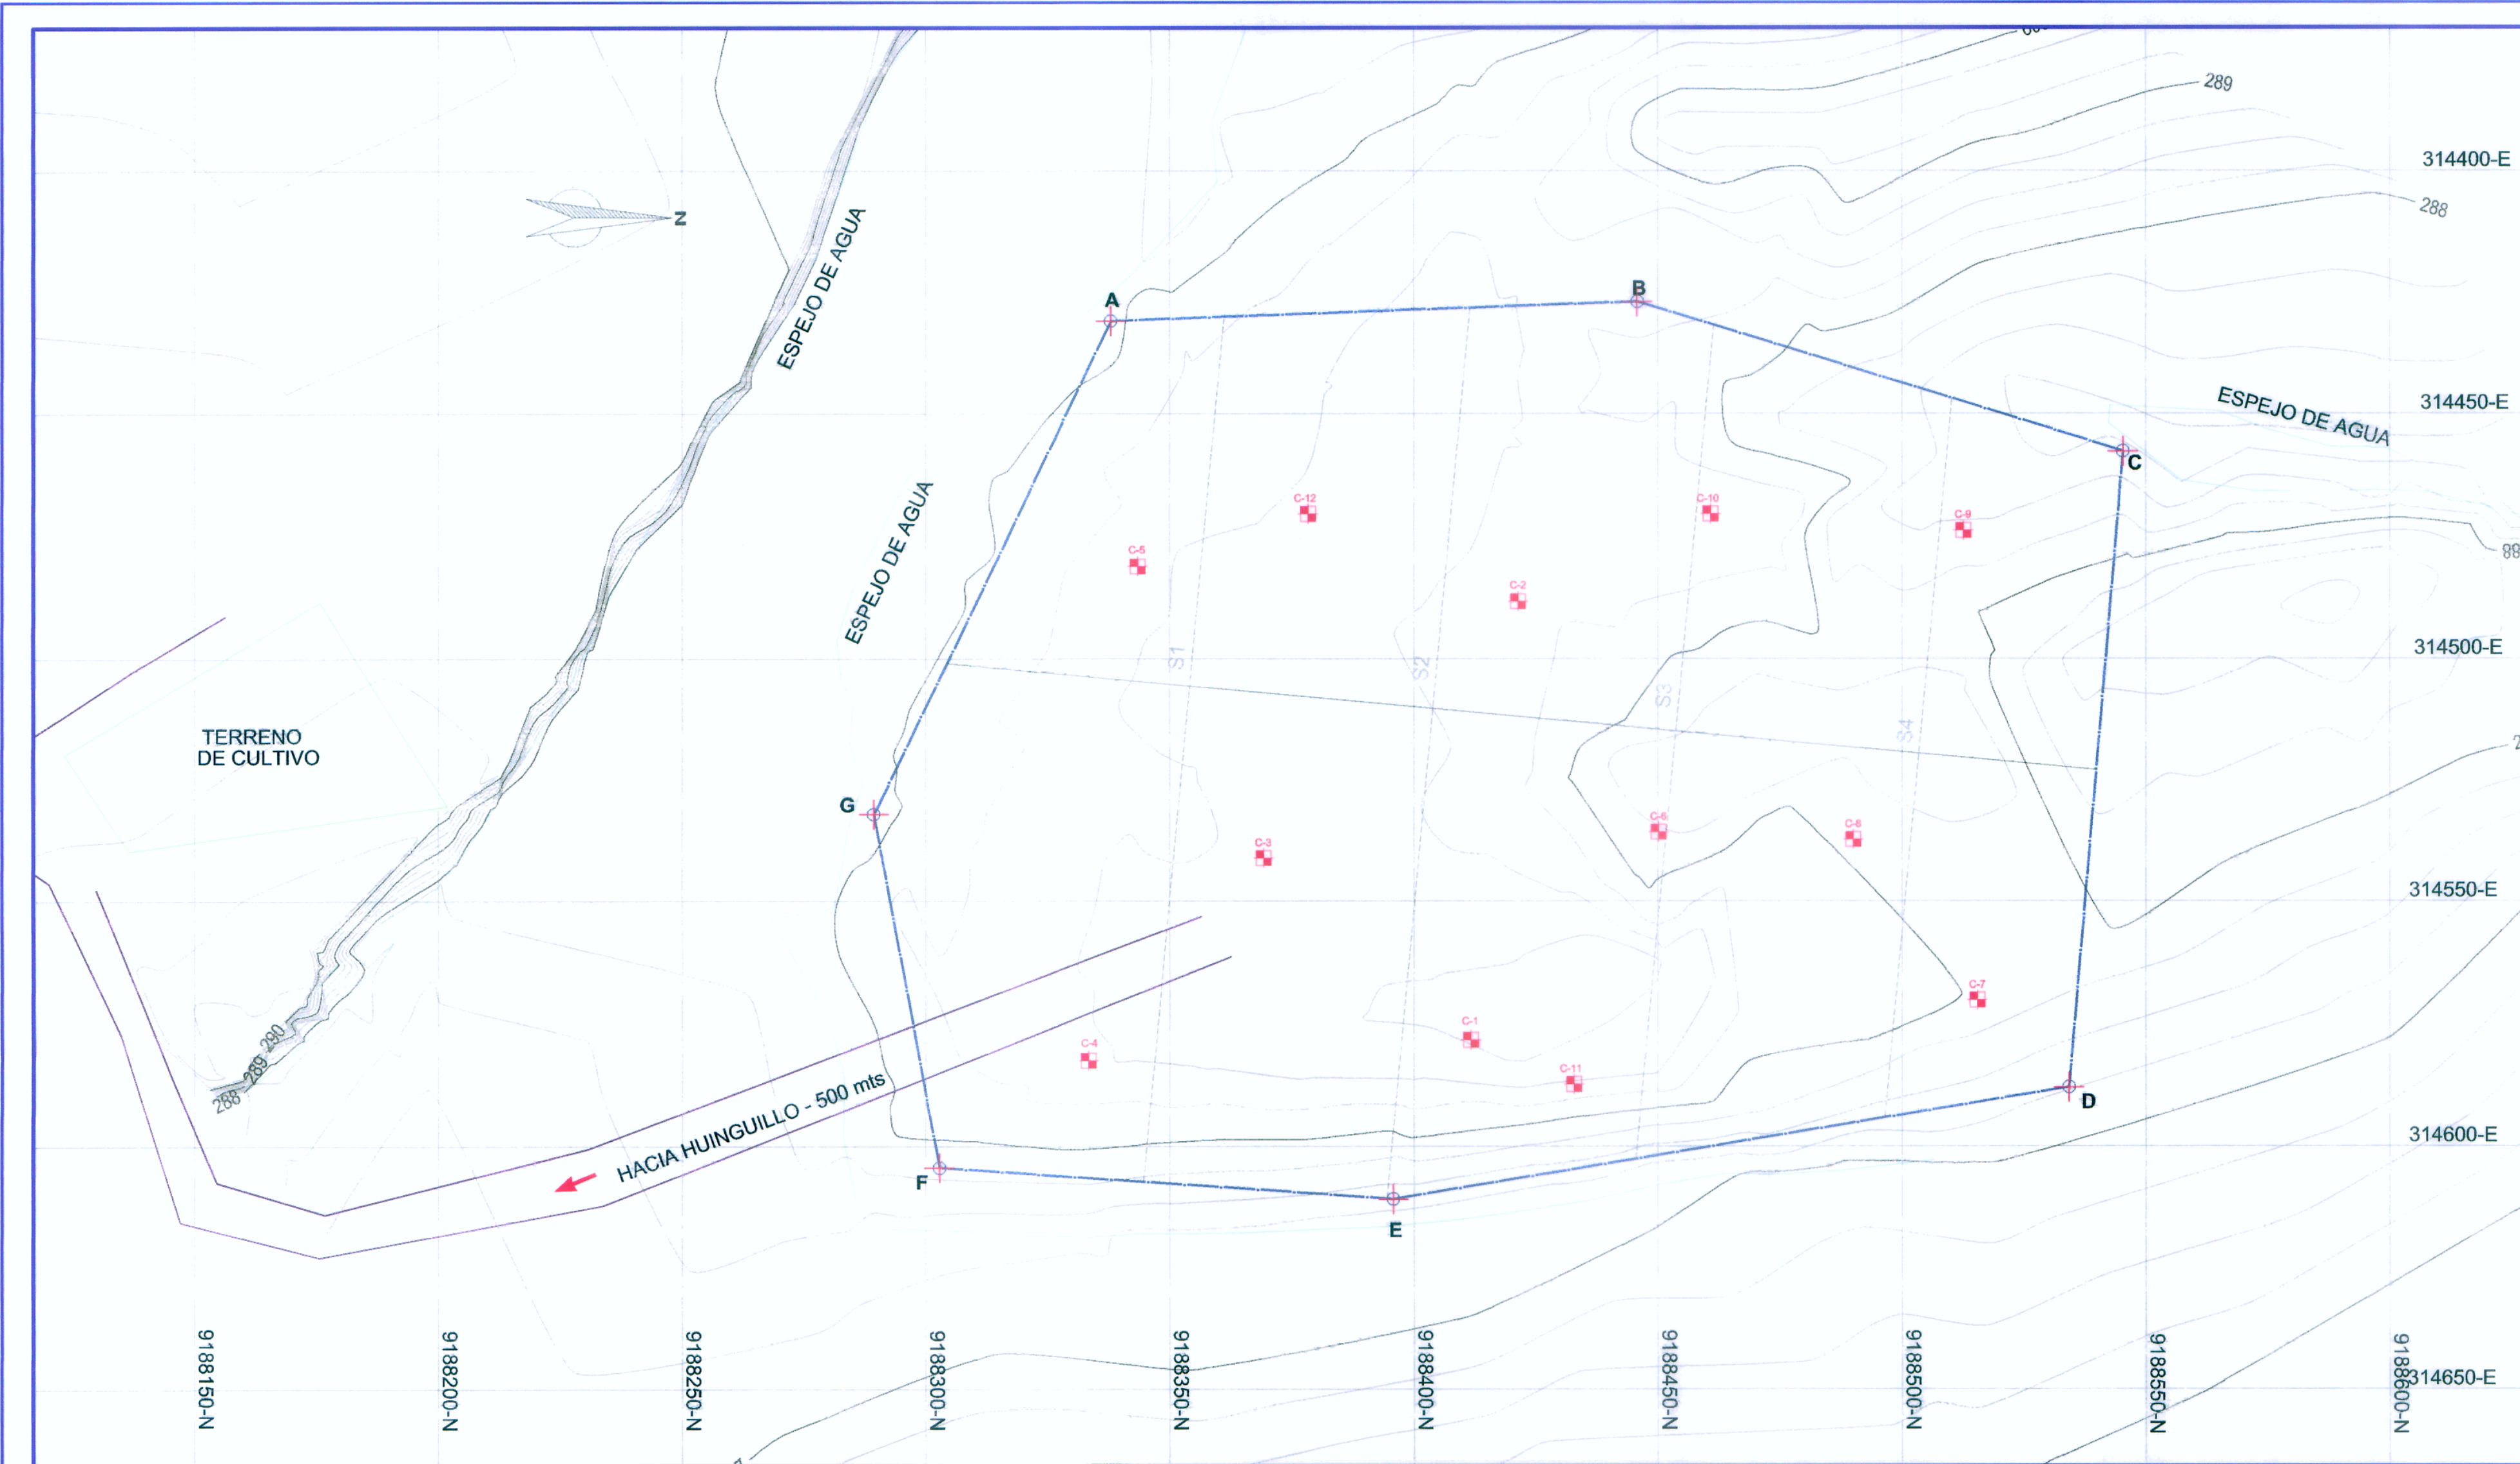 289
314400-E
288
N
ESPEJO DE AGUA
A
B
314450-E
ESPEJO DE AGUA
C
ESPEJO DE AGUA
C-12
C-10
C-9
C-5
C-2
S1
S2
S3
S4
314500-E
TERRENO
DE CULTIVO
G
C-3
C-6
C-8
314550-E
C-7
C-1
C-4
C-11
290
289
288
HACIA HUINGUILLO - 500 mts
D
314600-E
F
E
9188150-N
9188200-N
9188250-N
9188300-N
9188350-N
9188400-N
9188450-N
9188500-N
9188550-N
9188600-N
314650-E